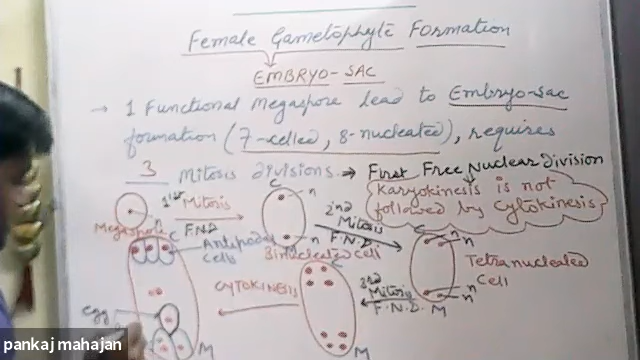 Female Gametophyte Formation
EMBRYO-SAC
→ 1 Functional Megaspore lead to Embryo-sac
formation (7-celled, 8-nucleated), requires
3 Mitosis divisions → First Free Nuclear division
Karyokinesis is not
followed by cytokinesis
1st Mitosis
F.N.D
n
Megaspore
C
n
n
Binucleated Cell
2nd
Mitosis
F.N.D.
C
n
n
n
n
M
Tetranucleated
Cell
3rd
Mitosis
F.N.D.
C
M
CYTOKINESIS
C
Antipodal
Cells
Egg
M
pankaj mahajan